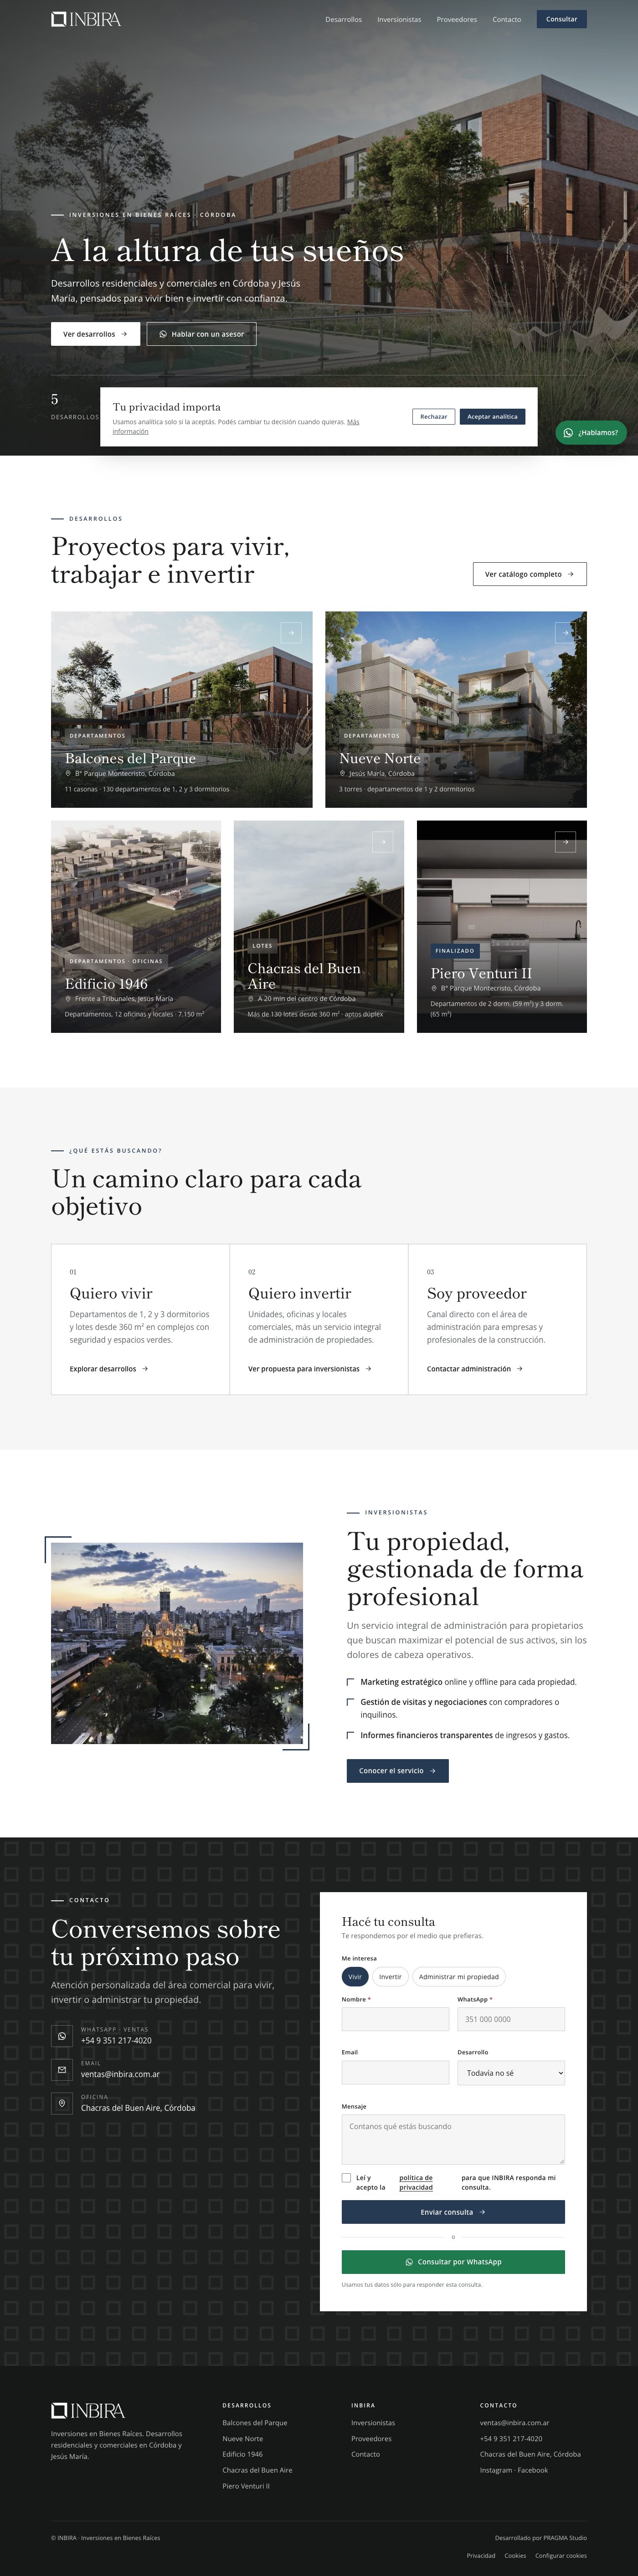 INBIRA
Desarrollos
Inversionistas
Proveedores
Contacto
Consultar
INVERSIONES EN BIENES RAÍCES · CÓRDOBA
A la altura de tus sueños
Desarrollos residenciales y comerciales en Córdoba y Jesús
María, pensados para vivir bien e invertir con confianza.
Ver desarrollos →
Hablar con un asesor
5
DESARROLLOS
Tu privacidad importa
Usamos analítica solo si la aceptás. Podés cambiar tu decisión cuando quieras. Más
información
Rechazar
Aceptar analítica
¿Hablamos?
DESARROLLOS
Proyectos para vivir,
trabajar e invertir
Ver catálogo completo →
DEPARTAMENTOS
Balcones del Parque
B° Parque Montecristo, Córdoba
11 casonas · 130 departamentos de 1, 2 y 3 dormitorios
DEPARTAMENTOS
Nueve Norte
Jesús María, Córdoba
3 torres · departamentos de 1 y 2 dormitorios
DEPARTAMENTOS · OFICINAS
Edificio 1946
Frente a Tribunales, Jesús María
Departamentos, 12 oficinas y locales · 7.150 m²
LOTES
Chacras del Buen
Aire
A 20 min del centro de Córdoba
Más de 130 lotes desde 360 m² · aptos dúplex
FINALIZADO
Piero Venturi II
B° Parque Montecristo, Córdoba
Departamentos de 2 dorm. (59 m²) y 3 dorm.
(65 m²)
¿QUÉ ESTÁS BUSCANDO?
Un camino claro para cada
objetivo
01
Quiero vivir
Departamentos de 1, 2 y 3 dormitorios
y lotes desde 360 m² en complejos con
seguridad y espacios verdes.
Explorar desarrollos →
02
Quiero invertir
Unidades, oficinas y locales
comerciales, más un servicio integral
de administración de propiedades.
Ver propuesta para inversionistas →
03
Soy proveedor
Canal directo con el área de
administración para empresas y
profesionales de la construcción.
Contactar administración →
INVERSIONISTAS
Tu propiedad,
gestionada de forma
profesional
Un servicio integral de administración para propietarios
que buscan maximizar el potencial de sus activos, sin los
dolores de cabeza operativos.
Marketing estratégico online y offline para cada propiedad.
Gestión de visitas y negociaciones con compradores o
inquilinos.
Informes financieros transparentes de ingresos y gastos.
Conocer el servicio →
CONTACTO
Conversemos sobre
tu próximo paso
Atención personalizada del área comercial para vivir,
invertir o administrar tu propiedad.
WHATSAPP · VENTAS
+54 9 351 217-4020
EMAIL
ventas@inbira.com.ar
OFICINA
Chacras del Buen Aire, Córdoba
Hacé tu consulta
Te respondemos por el medio que prefieras.
Me interesa
Vivir
Invertir
Administrar mi propiedad
Nombre *
WhatsApp *
351 000 0000
Email
Desarrollo
Todavía no sé
Mensaje
Contanos qué estás buscando
Leí y
acepto la
política de
privacidad
para que INBIRA responda mi
consulta.
Enviar consulta →
o
Consultar por WhatsApp
Usamos tus datos sólo para responder esta consulta.
INBIRA
Inversiones en Bienes Raíces. Desarrollos
residenciales y comerciales en Córdoba y
Jesús María.
DESARROLLOS
Balcones del Parque
Nueve Norte
Edificio 1946
Chacras del Buen Aire
Piero Venturi II
INBIRA
Inversionistas
Proveedores
Contacto
CONTACTO
ventas@inbira.com.ar
+54 9 351 217-4020
Chacras del Buen Aire, Córdoba
Instagram · Facebook
© INBIRA · Inversiones en Bienes Raíces
Desarrollado por PRAGMA Studio
Privacidad
Cookies
Configurar cookies